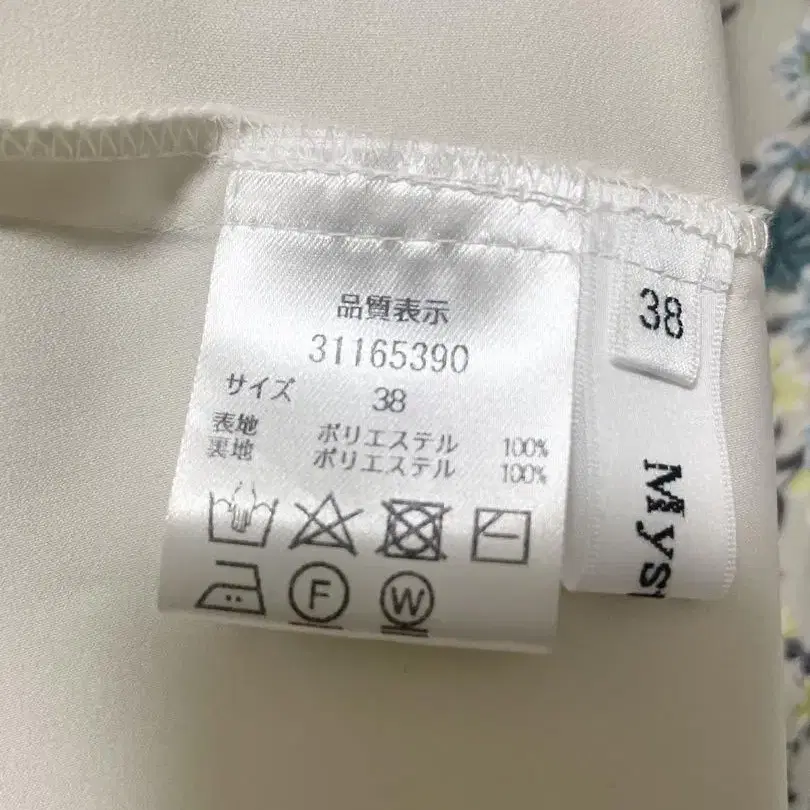 品質表示
31165390
サイズ 38
表地 ポリエステル 100%
裏地 ポリエステル 100%
F W
38
Myst